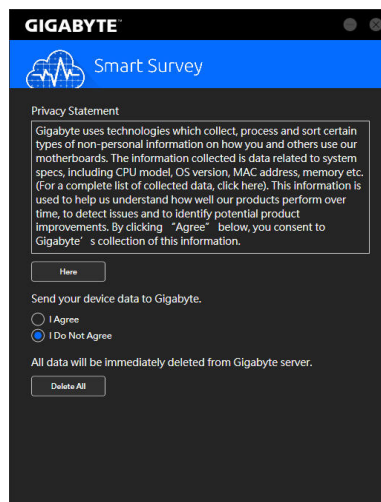 GIGABYTE™
Smart Survey
Privacy Statement
Gigabyte uses technologies which collect, process and sort certain
types of non-personal information on how you and others use our
motherboards. The information collected is data related to system
specs, including CPU model, OS version, MAC address, memory etc.
(For a complete list of collected data, click here). This information is
used to help us understand how well our products perform over
time, to detect issues and to identify potential product
improvements. By clicking “Agree” below, you consent to
Gigabyte’s collection of this information.
Here
Send your device data to Gigabyte.
I Agree
I Do Not Agree
All data will be immediately deleted from Gigabyte server.
Delete All